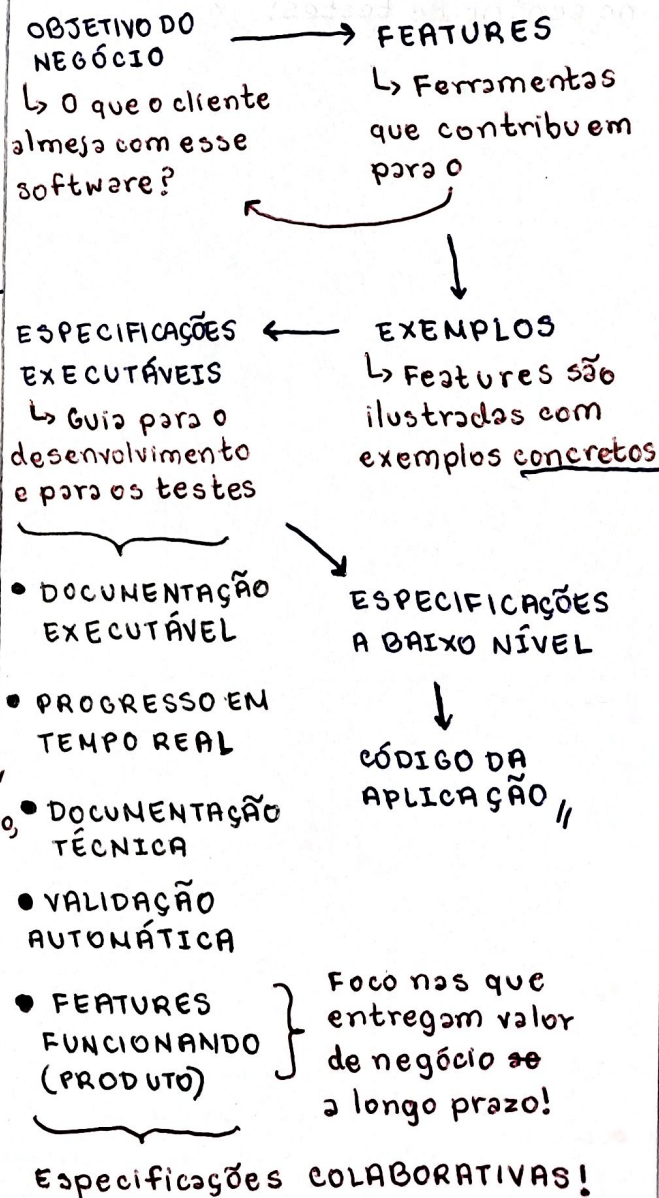 OBJETIVO DO
NEGÓCIO
↳ O que o cliente
almeja com esse
software?
FEATURES
↳ Ferramentas
que contribuem
para o
EXEMPLOS
↳ Features são
ilustradas com
exemplos concretos
ESPECIFICAÇÕES
EXECUTÁVEIS
↳ Guia para o
desenvolvimento
e para os testes
• DOCUMENTAÇÃO
EXECUTÁVEL
• PROGRESSO EM
TEMPO REAL
• DOCUMENTAÇÃO
TÉCNICA
• VALIDAÇÃO
AUTOMÁTICA
• FEATURES
FUNCIONANDO
(PRODUTO)
Foco nas que
entregam valor
de negócio
a longo prazo!
Especificações COLABORATIVAS!
ESPECIFICAÇÕES
A BAIXO NÍVEL
CÓDIGO DA
APLICAÇÃO //